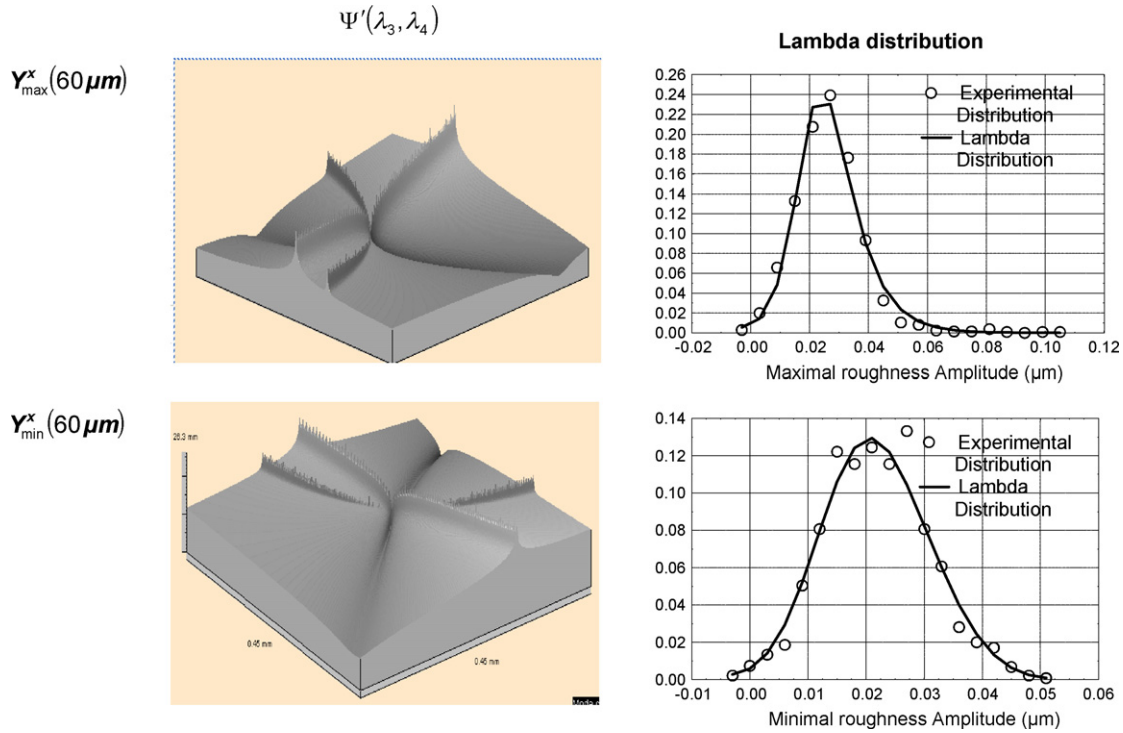 Ψ′(λ₃, λ₄)
Lambda distribution
Yˣmax(60 μm)
0.26
0.24
0.22
0.20
0.18
0.16
0.14
0.12
0.10
0.08
0.06
0.04
0.02
0.00
Experimental
Distribution
Lambda
Distribution
-0.02 0.00 0.02 0.04 0.06 0.08 0.10 0.12
Maximal roughness Amplitude (µm)
Yˣmin(60 μm)
26.3 mm
0.45 mm
0.45 mm
0.14
0.12
0.10
0.08
0.06
0.04
0.02
0.00
Experimental
Distribution
Lambda
Distribution
-0.01 0.00 0.01 0.02 0.03 0.04 0.05 0.06
Minimal roughness Amplitude (µm)